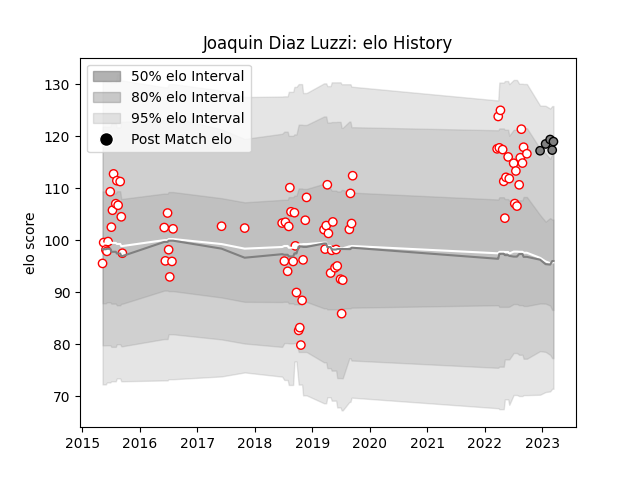 Joaquin Diaz Luzzi: elo History
50% elo Interval
80% elo Interval
95% elo Interval
Post Match elo
elo score
130
120
110
100
90
80
70
2015 2016 2017 2018 2019 2020 2021 2022 2023